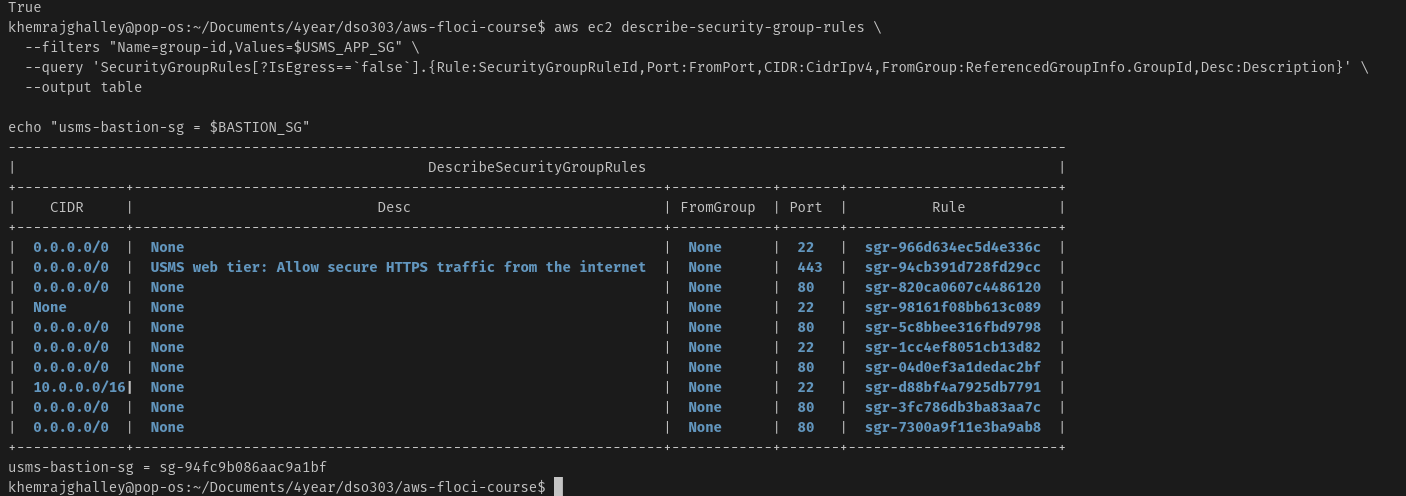 True
khemrajghalley@pop-os:~/Documents/4year/dso303/aws-floci-course$ aws ec2 describe-security-group-rules \
  --filters "Name=group-id,Values=$USMS_APP_SG" \
  --query 'SecurityGroupRules[?IsEgress==`false`].{Rule:SecurityGroupRuleId,Port:FromPort,CIDR:CidrIpv4,FromGroup:ReferencedGroupInfo.GroupId,Desc:Description}' \
  --output table

echo "usms-bastion-sg = $BASTION_SG"
-----------------------------------------------------------------------------------------------------------------------------
|                                                 DescribeSecurityGroupRules                                                |
+-------------+---------------------------------------------------------------+------------+-------+------------------------+
|    CIDR     |                             Desc                              | FromGroup  | Port  |          Rule          |
+-------------+---------------------------------------------------------------+------------+-------+------------------------+
|  0.0.0.0/0  |  None                                                         |  None      |  22   |  sgr-966d634ec5d4e336c  |
|  0.0.0.0/0  |  USMS web tier: Allow secure HTTPS traffic from the internet  |  None      |  443  |  sgr-94cb391d728fd29cc  |
|  0.0.0.0/0  |  None                                                         |  None      |  80   |  sgr-820ca0607c4486120  |
|  None       |  None                                                         |  None      |  22   |  sgr-98161f08bb613c089  |
|  0.0.0.0/0  |  None                                                         |  None      |  80   |  sgr-5c8bbee316fbd9798  |
|  0.0.0.0/0  |  None                                                         |  None      |  22   |  sgr-1cc4ef8051cb13d82  |
|  0.0.0.0/0  |  None                                                         |  None      |  80   |  sgr-04d0ef3a1dedac2bf  |
|  10.0.0.0/16|  None                                                         |  None      |  22   |  sgr-d88bf4a7925db7791  |
|  0.0.0.0/0  |  None                                                         |  None      |  80   |  sgr-3fc786db3ba83aa7c  |
|  0.0.0.0/0  |  None                                                         |  None      |  80   |  sgr-7300a9f11e3ba9ab8  |
+-------------+---------------------------------------------------------------+------------+-------+------------------------+
usms-bastion-sg = sg-94fc9b086aac9a1bf
khemrajghalley@pop-os:~/Documents/4year/dso303/aws-floci-course$